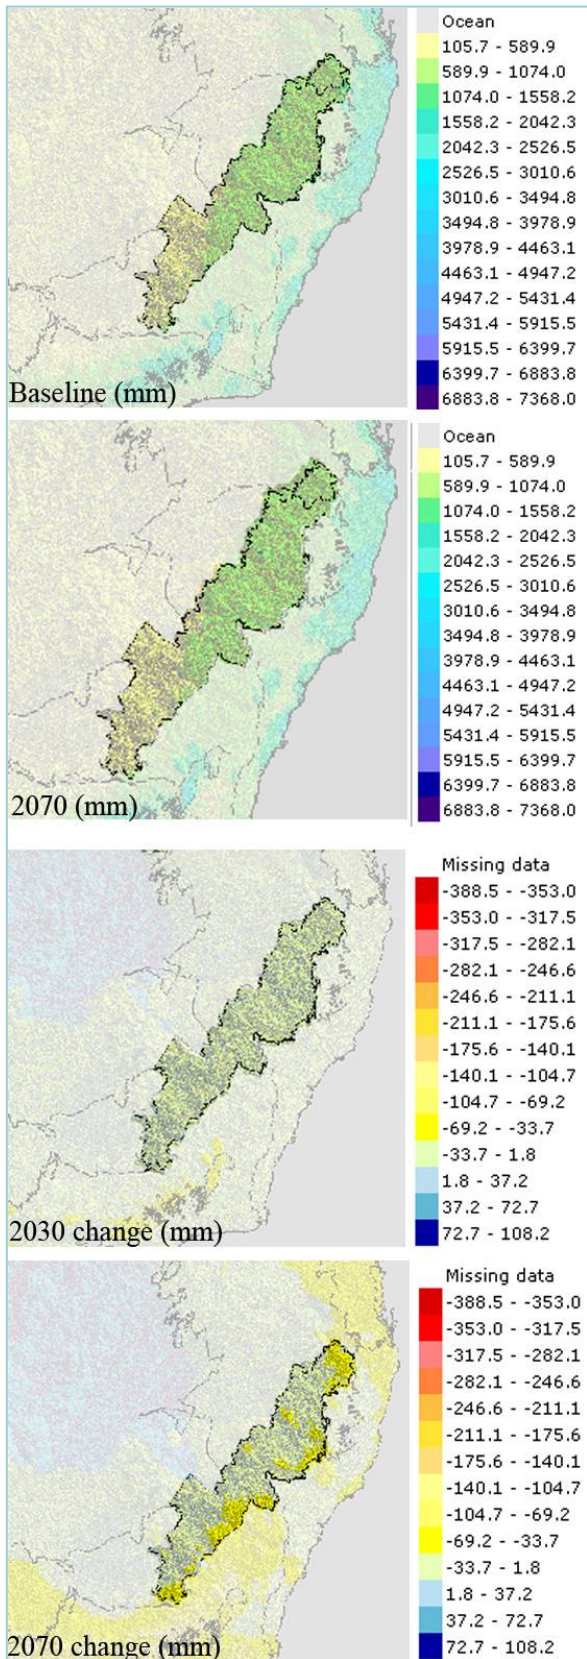 Ocean
105.7 - 589.9
589.9 - 1074.0
1074.0 - 1558.2
1558.2 - 2042.3
2042.3 - 2526.5
2526.5 - 3010.6
3010.6 - 3494.8
3494.8 - 3978.9
3978.9 - 4463.1
4463.1 - 4947.2
4947.2 - 5431.4
5431.4 - 5915.5
5915.5 - 6399.7
6399.7 - 6883.8
6883.8 - 7368.0
Baseline (mm)
Ocean
105.7 - 589.9
589.9 - 1074.0
1074.0 - 1558.2
1558.2 - 2042.3
2042.3 - 2526.5
2526.5 - 3010.6
3010.6 - 3494.8
3494.8 - 3978.9
3978.9 - 4463.1
4463.1 - 4947.2
4947.2 - 5431.4
5431.4 - 5915.5
5915.5 - 6399.7
6399.7 - 6883.8
6883.8 - 7368.0
2070 (mm)
Missing data
-388.5 - -353.0
-353.0 - -317.5
-317.5 - -282.1
-282.1 - -246.6
-246.6 - -211.1
-211.1 - -175.6
-175.6 - -140.1
-140.1 - -104.7
-104.7 - -69.2
-69.2 - -33.7
-33.7 - 1.8
1.8 - 37.2
37.2 - 72.7
72.7 - 108.2
2030 change (mm)
Missing data
-388.5 - -353.0
-353.0 - -317.5
-317.5 - -282.1
-282.1 - -246.6
-246.6 - -211.1
-211.1 - -175.6
-175.6 - -140.1
-140.1 - -104.7
-104.7 - -69.2
-69.2 - -33.7
-33.7 - 1.8
1.8 - 37.2
37.2 - 72.7
72.7 - 108.2
2070 change (mm)